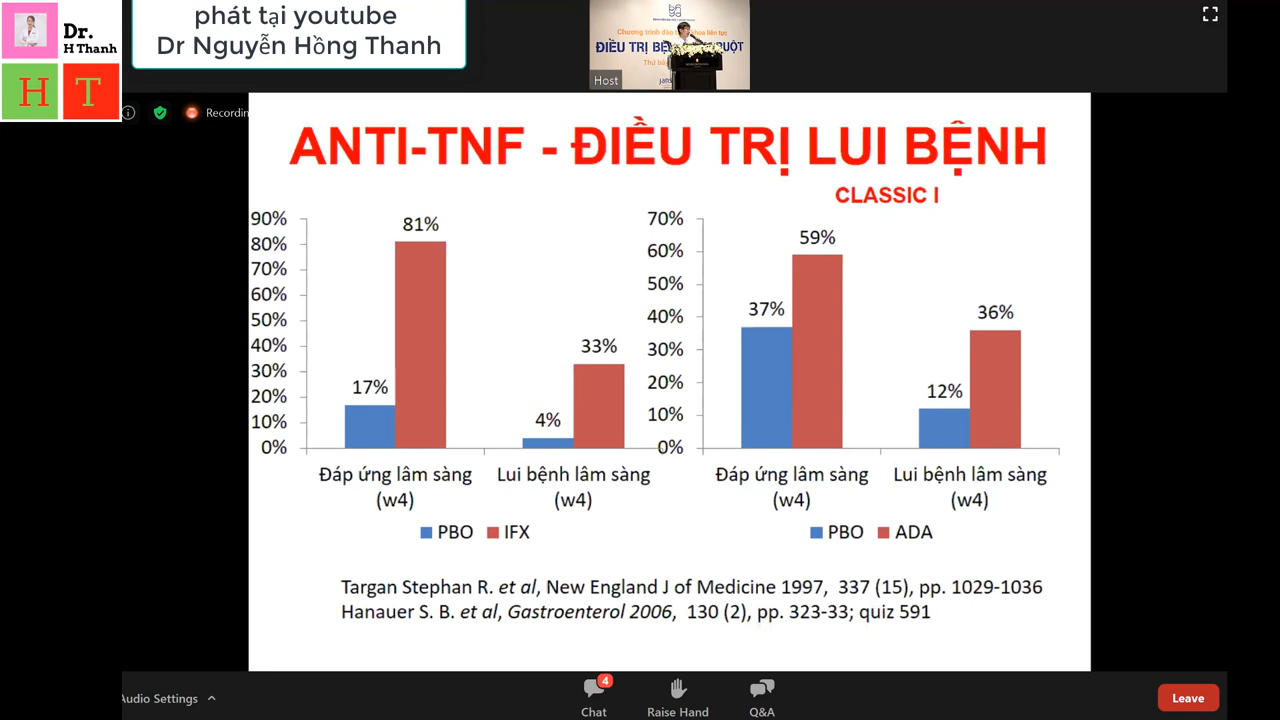 Dr.
H Thanh
H T
phát tại youtube
Dr Nguyễn Hồng Thanh
Chương trình đào khoa liên tục
ĐIỀU TRỊ BỆ RUỘT
Host
Recordin
ANTI-TNF - ĐIỀU TRỊ LUI BỆNH
CLASSIC I
90%
80%
70%
60%
50%
40%
30%
20%
10%
0%
17%
81%
4%
33%
Đáp ứng lâm sàng
(w4)
Lui bệnh lâm sàng
(w4)
PBO IFX
70%
60%
50%
40%
30%
20%
10%
0%
37%
59%
12%
36%
Đáp ứng lâm sàng
(w4)
Lui bệnh lâm sàng
(w4)
PBO ADA
Targan Stephan R. et al, New England J of Medicine 1997, 337 (15), pp. 1029-1036
Hanauer S. B. et al, Gastroenterol 2006, 130 (2), pp. 323-33; quiz 591
Audio Settings
4
Chat
Raise Hand
Q&A
Leave